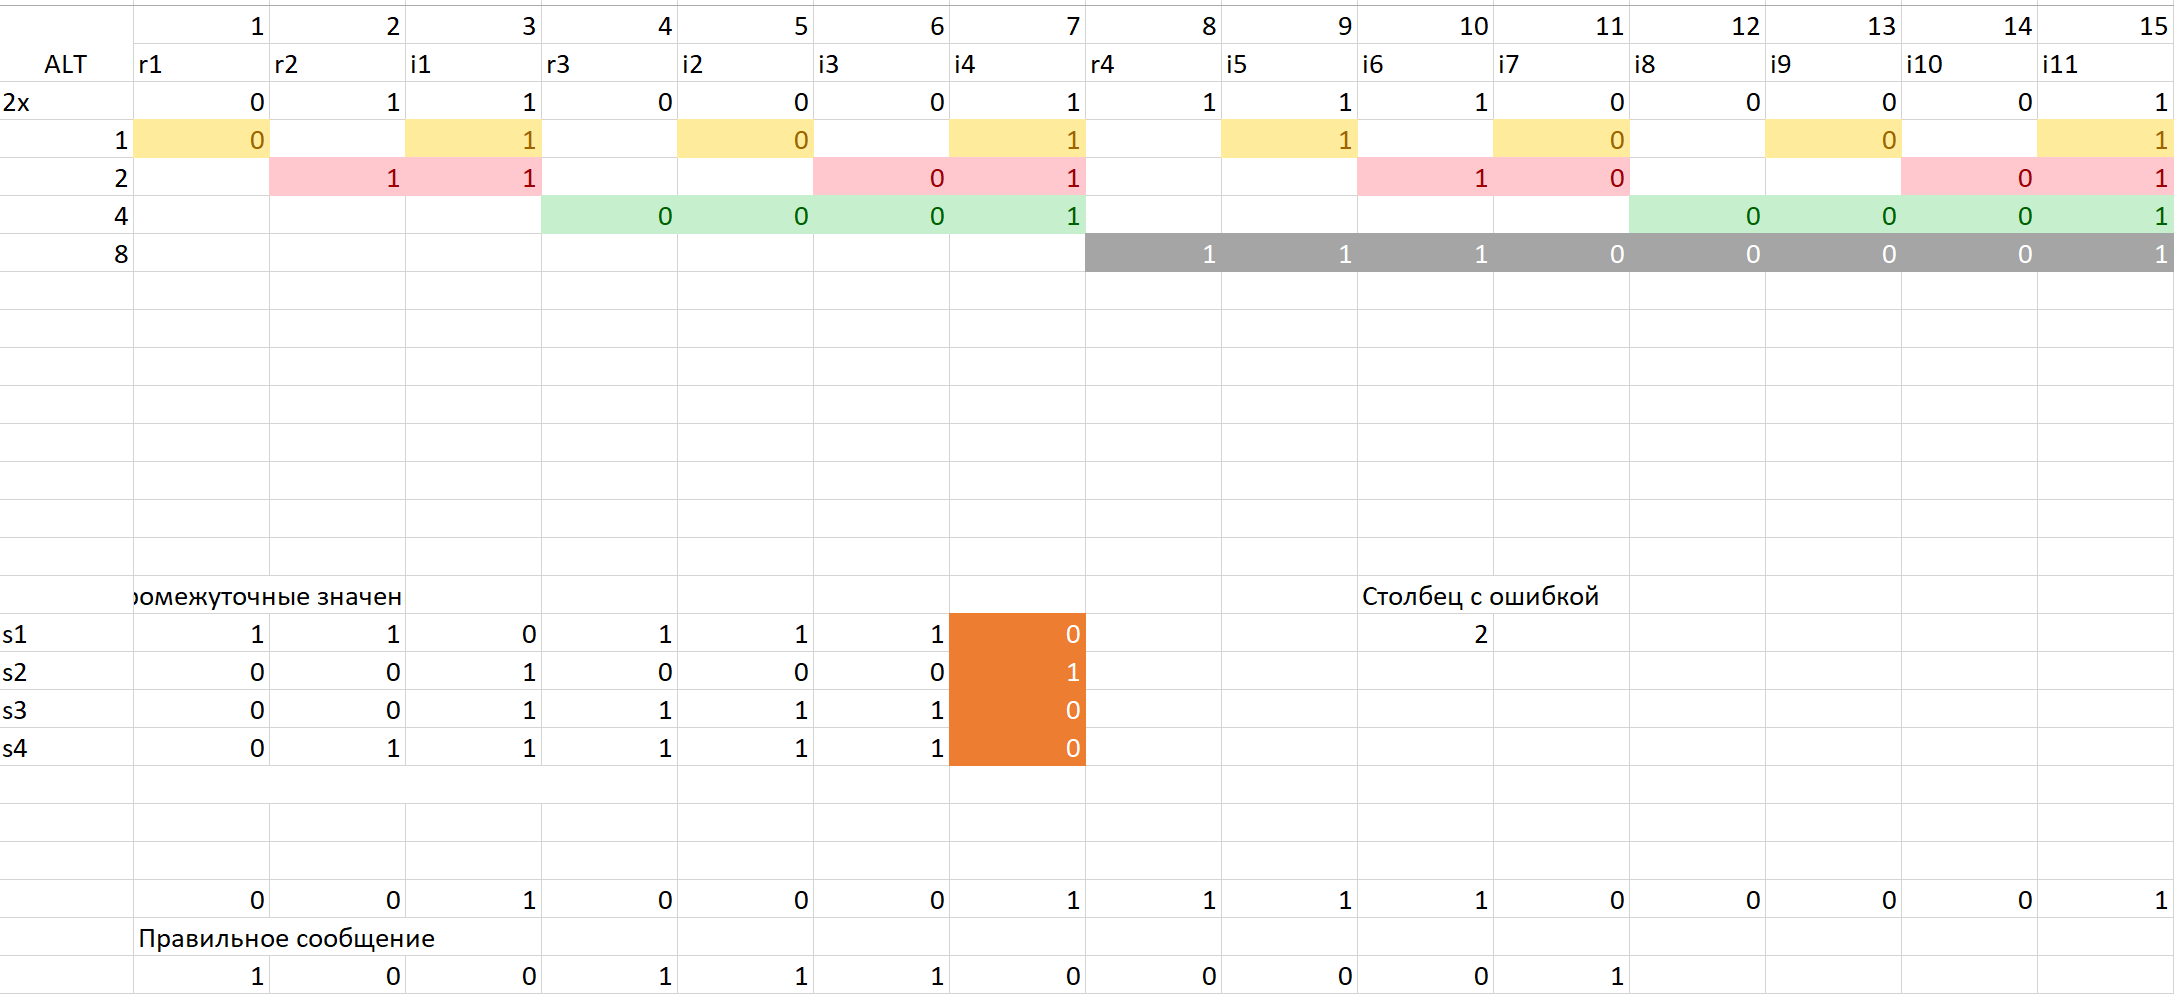 1 2 3 4 5 6 7 8 9 10 11 12 13 14 15
ALT r1 r2 i1 r3 i2 i3 i4 r4 i5 i6 i7 i8 i9 i10 i11
2x 0 1 1 0 0 0 1 1 1 1 0 0 0 0 1
1 0 1 0 1 1 0 0 1
2 1 1 0 1 1 0 0 1
4 0 0 0 1 0 0 0 1
8 1 1 1 0 0 0 0 1
ромежуточные значен Столбец с ошибкой
s1 1 1 0 1 1 1 0 2
s2 0 0 1 0 0 0 1
s3 0 0 1 1 1 1 0
s4 0 1 1 1 1 1 0
0 0 1 0 0 0 1 1 1 1 0 0 0 0 1
Правильное сообщение
1 0 0 1 1 1 0 0 0 0 1